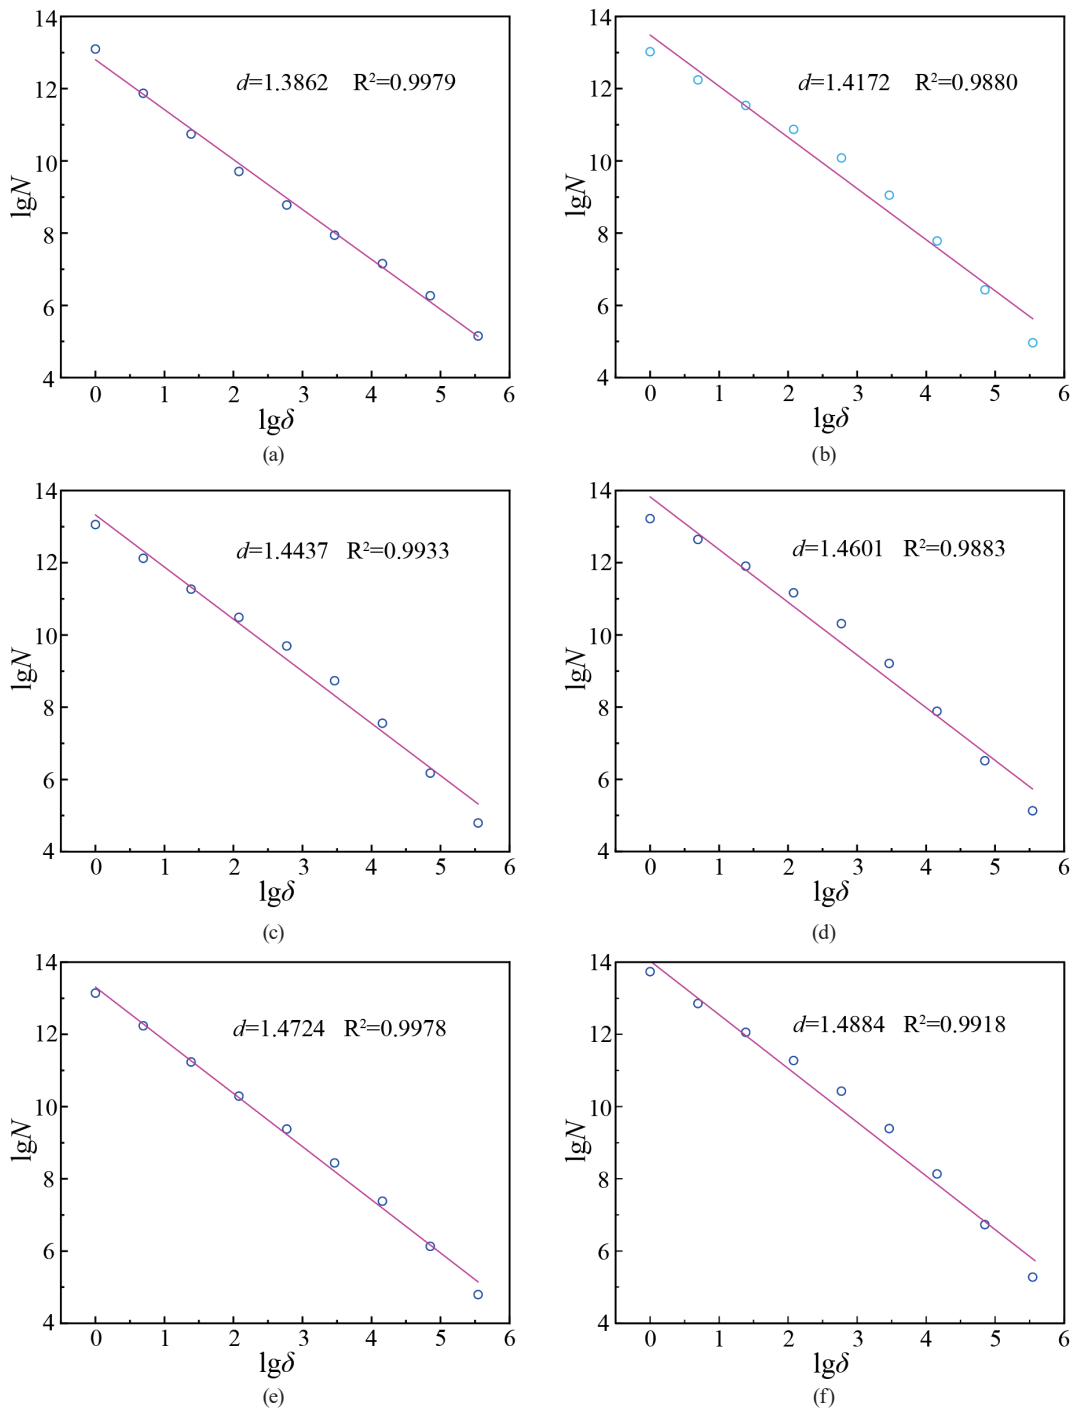 14
12
10
8
6
4
lgN
d=1.3862 R²=0.9979
0 1 2 3 4 5 6
lgδ
(a)
14
12
10
8
6
4
lgN
d=1.4172 R²=0.9880
0 1 2 3 4 5 6
lgδ
(b)
14
12
10
8
6
4
lgN
d=1.4437 R²=0.9933
0 1 2 3 4 5 6
lgδ
(c)
14
12
10
8
6
4
lgN
d=1.4601 R²=0.9883
0 1 2 3 4 5 6
lgδ
(d)
14
12
10
8
6
4
lgN
d=1.4724 R²=0.9978
0 1 2 3 4 5 6
lgδ
(e)
14
12
10
8
6
4
lgN
d=1.4884 R²=0.9918
0 1 2 3 4 5 6
lgδ
(f)